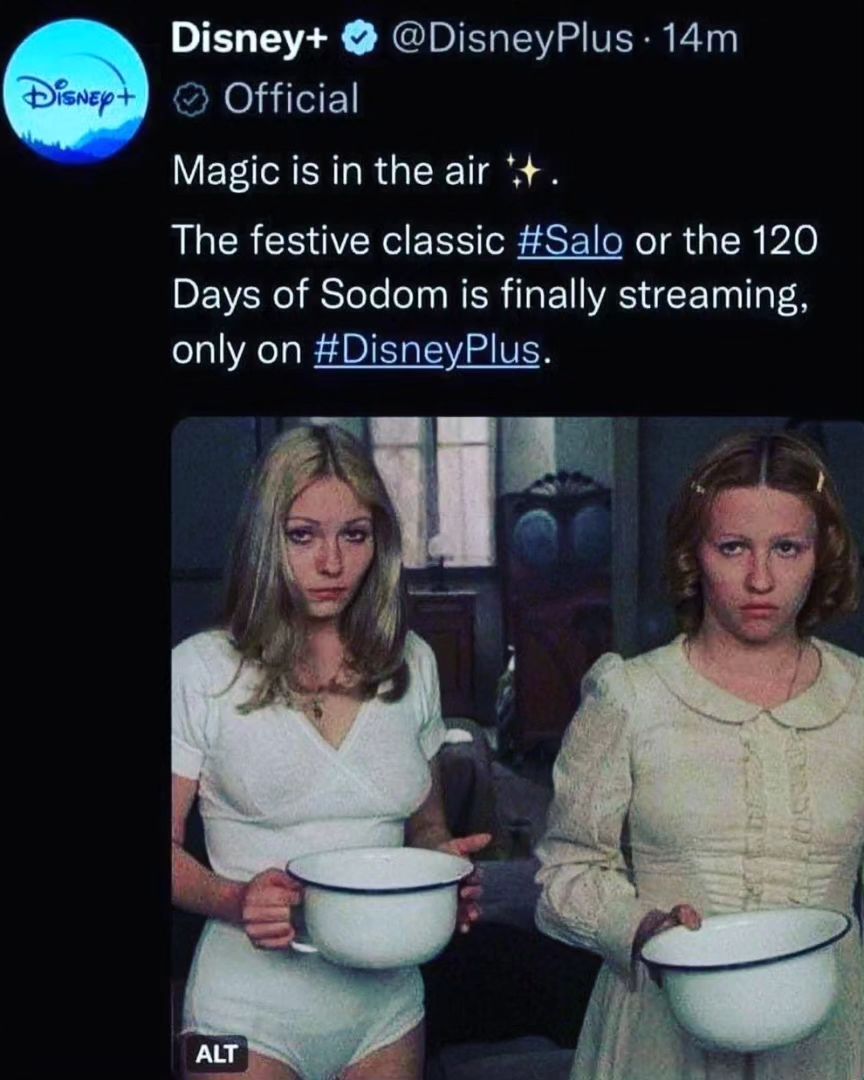 Disney+ @DisneyPlus · 14m
Disney+
Official
Magic is in the air ✨.
The festive classic #Salo or the 120
Days of Sodom is finally streaming,
only on #DisneyPlus.
ALT